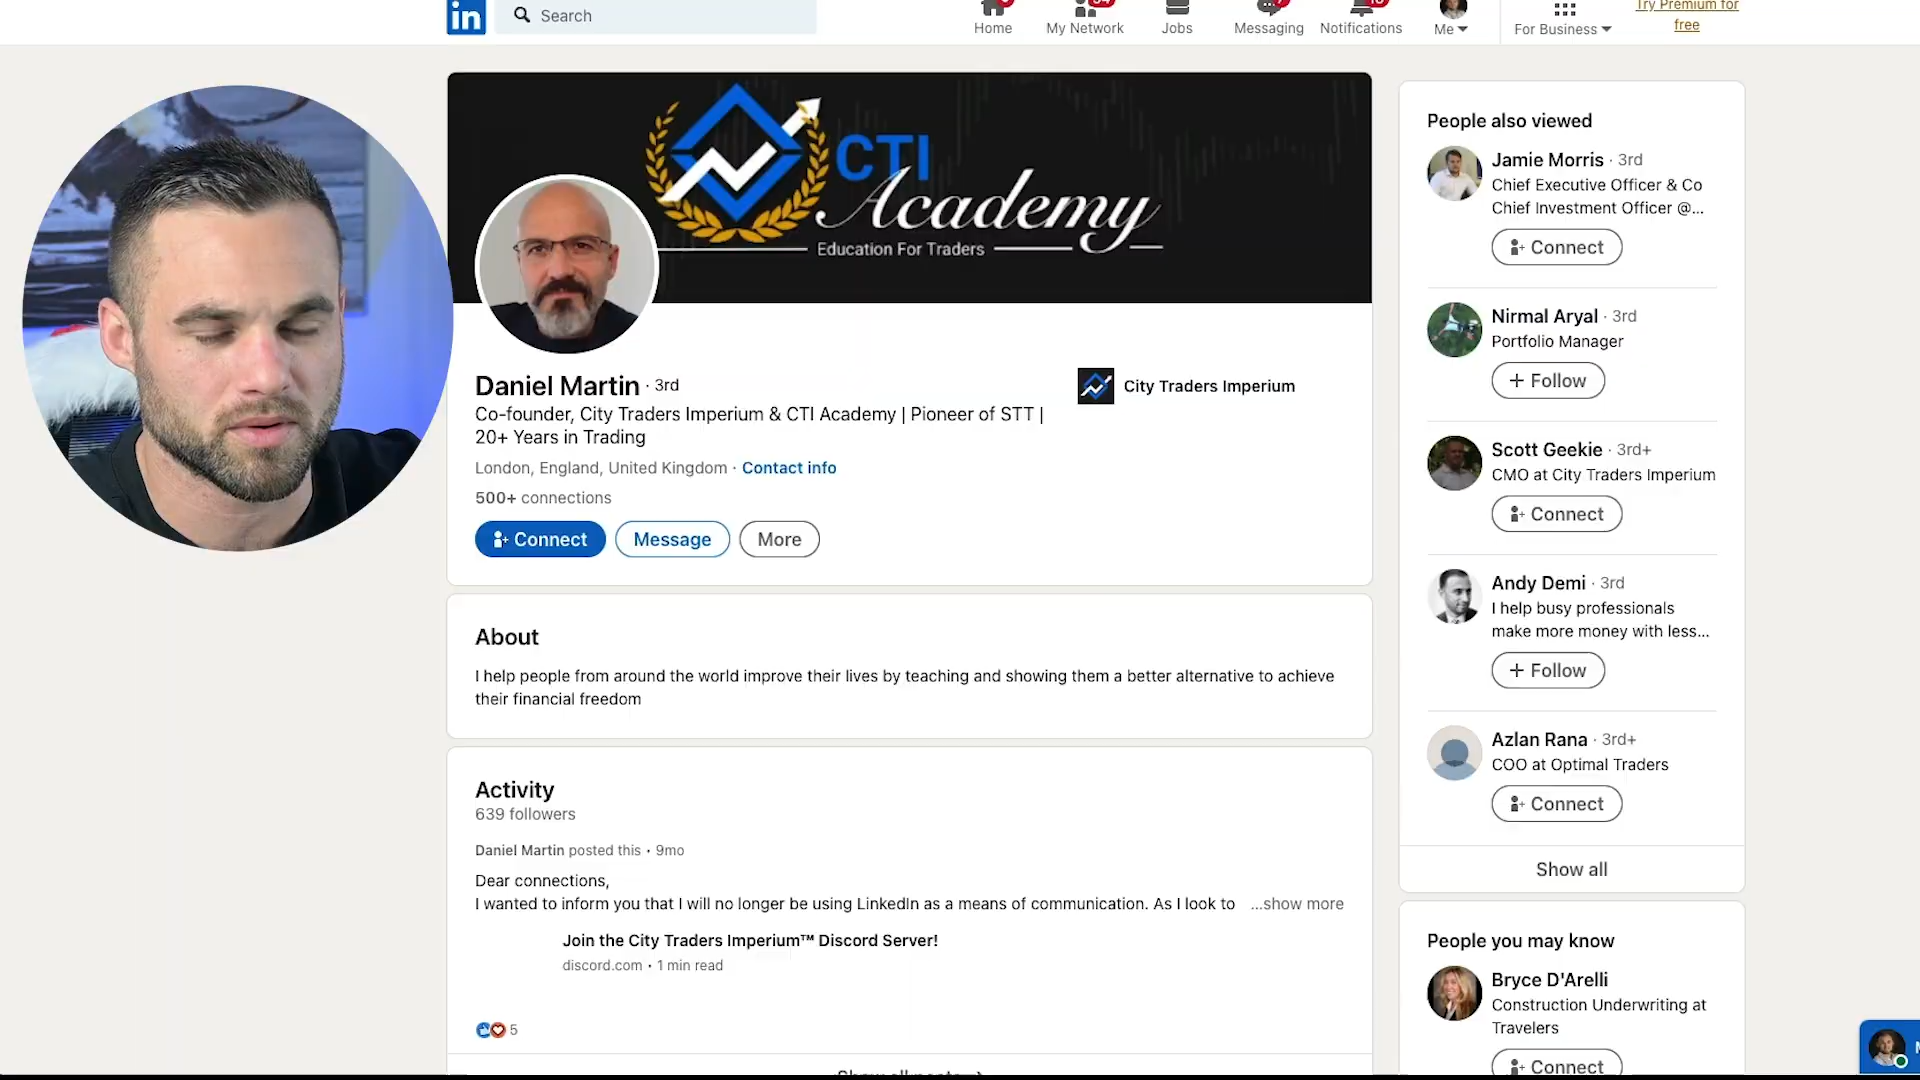 in
Search
Home
My Network
Jobs
Messaging
Notifications
Me
For Business
Try Premium for
free
CTI
Academy
Education For Traders
Daniel Martin · 3rd
Co-founder, City Traders Imperium & CTI Academy | Pioneer of STT |
20+ Years in Trading
London, England, United Kingdom · Contact info
500+ connections
Connect
Message
More
City Traders Imperium
About
I help people from around the world improve their lives by teaching and showing them a better alternative to achieve
their financial freedom
Activity
639 followers
Daniel Martin posted this • 9mo
Dear connections,
I wanted to inform you that I will no longer be using LinkedIn as a means of communication. As I look to ...show more
Join the City Traders Imperium™ Discord Server!
discord.com • 1 min read
5
People also viewed
Jamie Morris · 3rd
Chief Executive Officer & Co
Chief Investment Officer @...
Connect
Nirmal Aryal · 3rd
Portfolio Manager
+ Follow
Scott Geekie · 3rd+
CMO at City Traders Imperium
Connect
Andy Demi · 3rd
I help busy professionals
make more money with less...
+ Follow
Azlan Rana · 3rd+
COO at Optimal Traders
Connect
Show all
People you may know
Bryce D'Arelli
Construction Underwriting at
Travelers
Connect